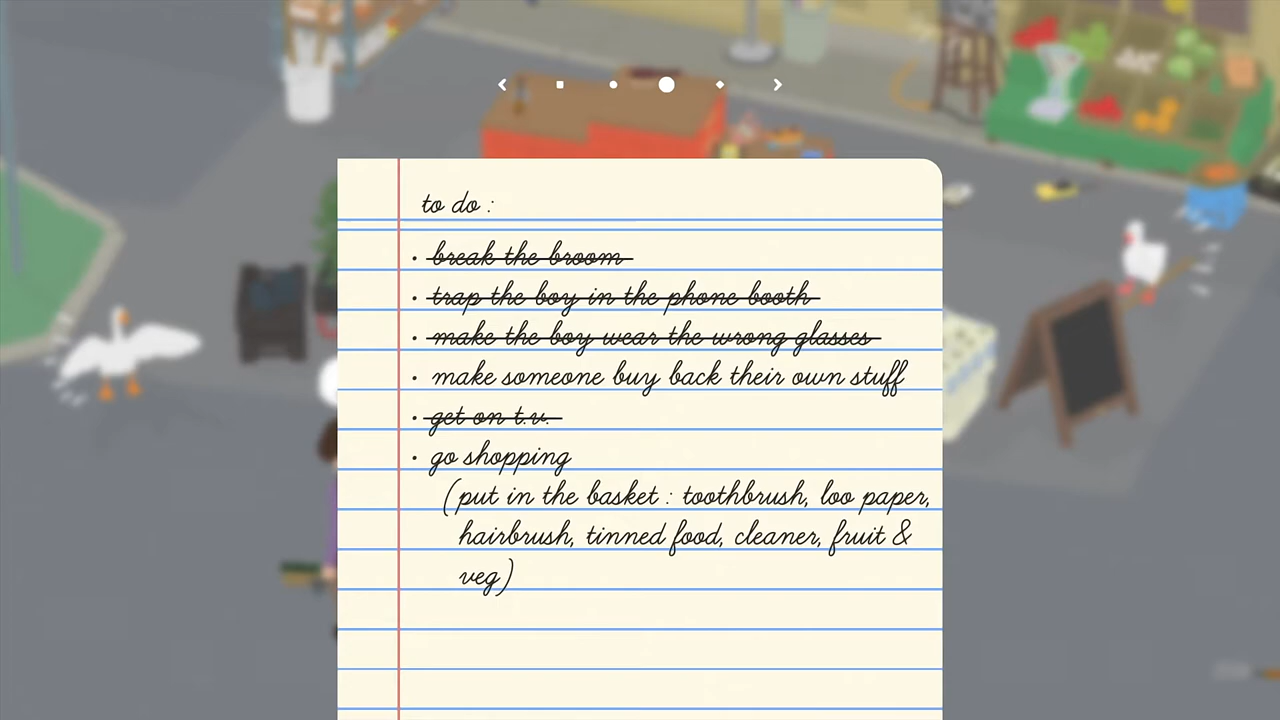 to do :
• break the broom
• trap the boy in the phone booth
• make the boy wear the wrong glasses
• make someone buy back their own stuff
• get on t.v.
• go shopping
(put in the basket : toothbrush, loo paper,
hairbrush, tinned food, cleaner, fruit &
veg)